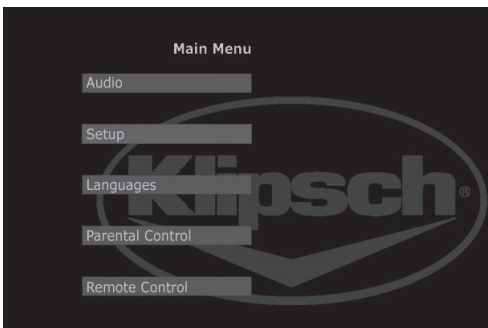 Main Menu
Audio
Setup
Languages
Klipsch®
Parental Control
Remote Control